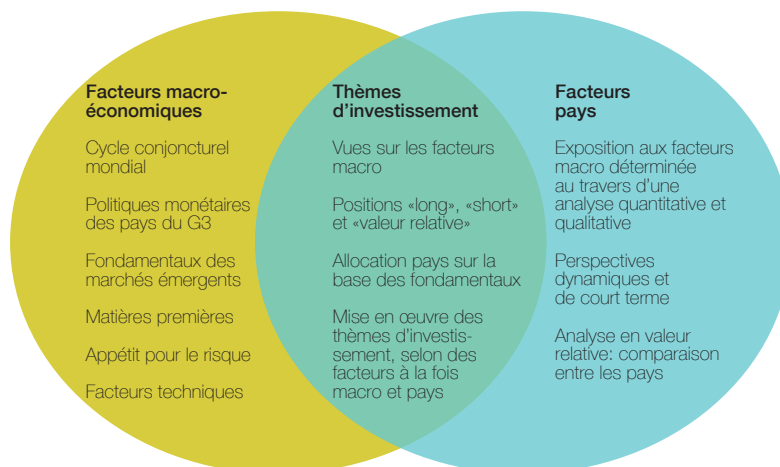 Facteurs macro-
économiques
Cycle conjoncturel
mondial
Politiques monétaires
des pays du G3
Fondamentaux des
marchés émergents
Matières premières
Appétit pour le risque
Facteurs techniques
Thèmes
d’investissement
Vues sur les facteurs
macro
Positions «long», «short»
et «valeur relative»
Allocation pays sur la
base des fondamentaux
Mise en œuvre des
thèmes d’investis-
sement, selon des
facteurs à la fois
macro et pays
Facteurs
pays
Exposition aux facteurs
macro déterminée
au travers d’une
analyse quantitative et
qualitative
Perspectives
dynamiques et
de court terme
Analyse en valeur
relative: comparaison
entre les pays